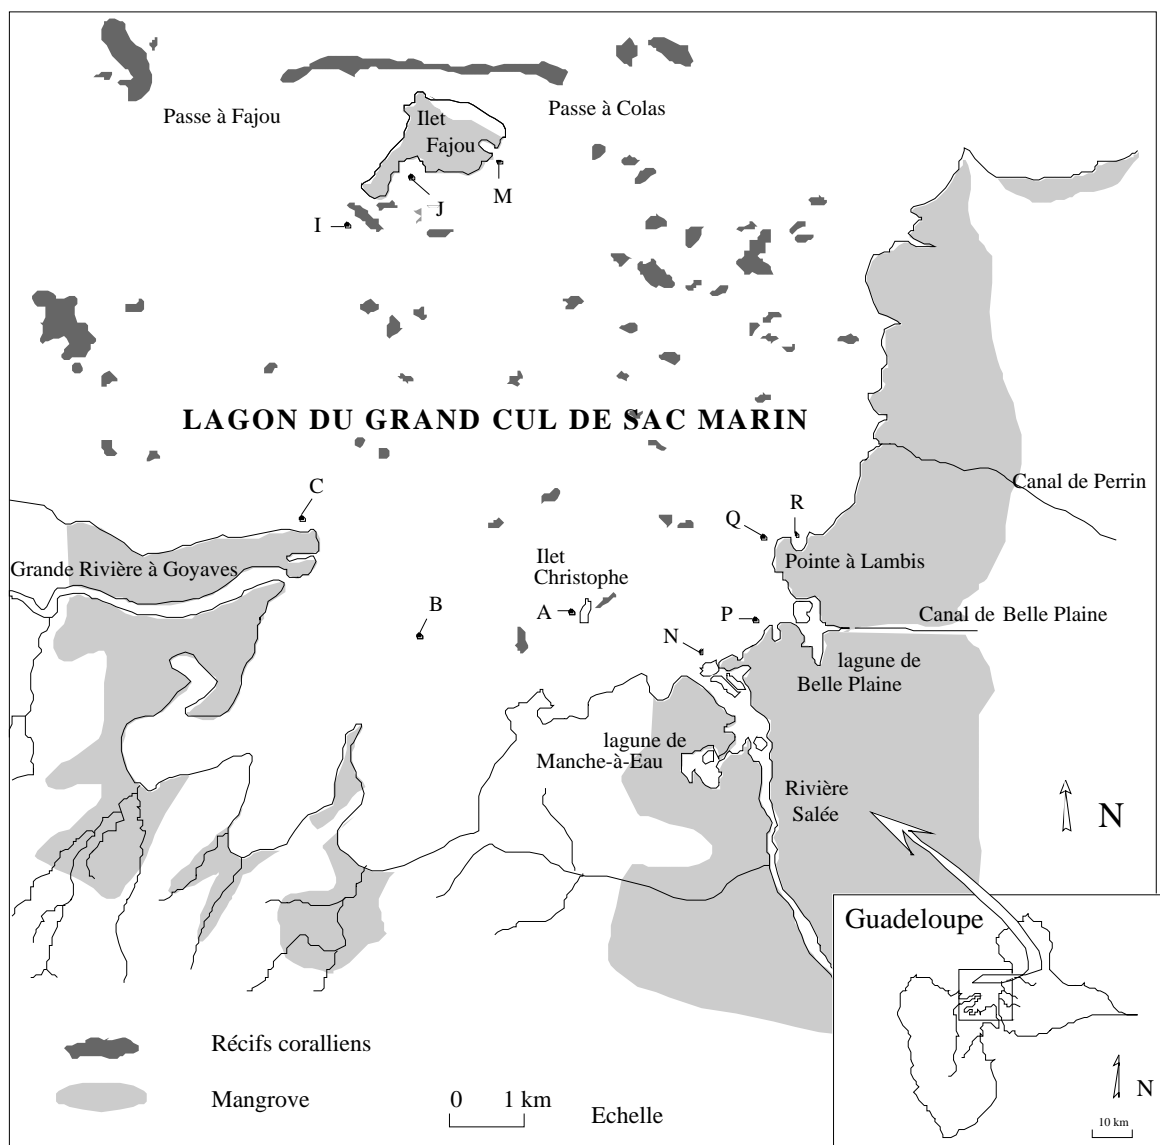 Passe à Fajou
Passe à Colas
Ilet
Fajou
M
J
I
LAGON DU GRAND CUL DE SAC MARIN
Canal de Perrin
C
Q
R
Grande Rivière à Goyaves
Ilet
Christophe
Pointe à Lambis
A
B
P
Canal de Belle Plaine
N
lagune de
Belle Plaine
lagune de
Manche-à-Eau
Rivière
Salée
N
Guadeloupe
Récifs coralliens
Mangrove
0 1 km
Echelle
N
10 km